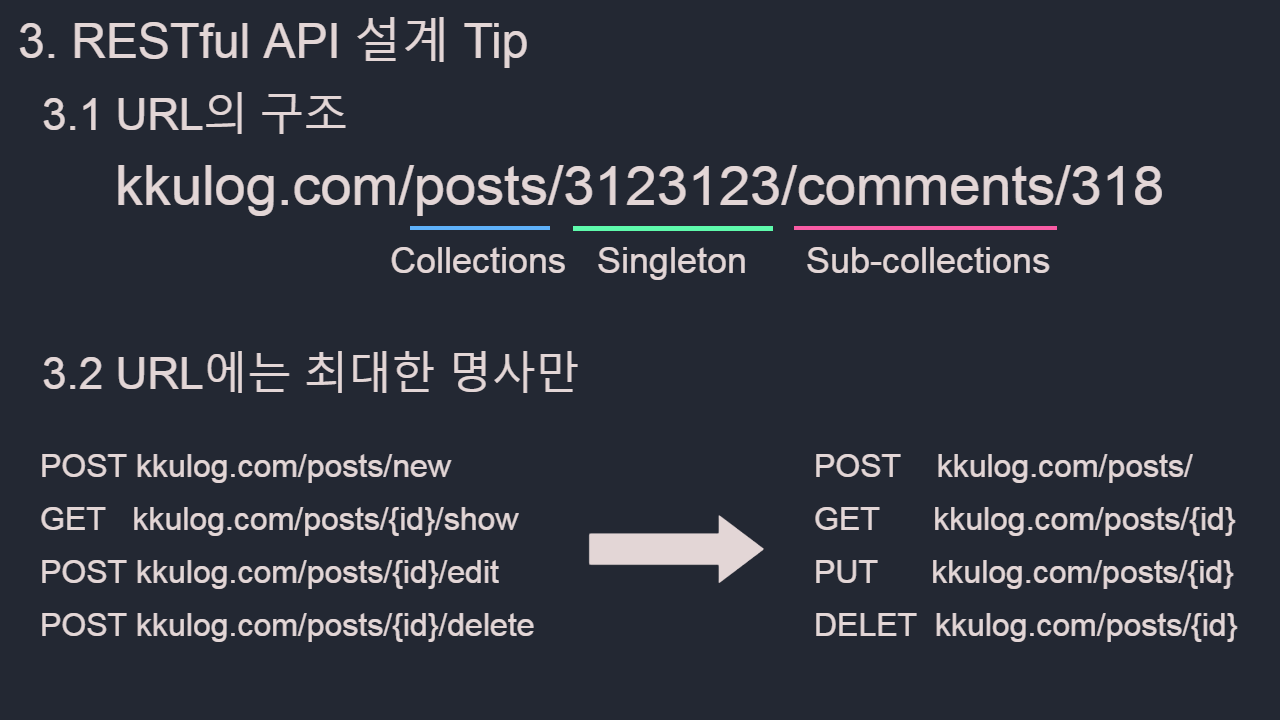 3. RESTful API 설계 Tip
3.1 URL의 구조
kkulog.com/posts/3123123/comments/318
Collections Singleton Sub-collections
3.2 URL에는 최대한 명사만
POST kkulog.com/posts/new
GET kkulog.com/posts/{id}/show
POST kkulog.com/posts/{id}/edit
POST kkulog.com/posts/{id}/delete
POST kkulog.com/posts/
GET kkulog.com/posts/{id}
PUT kkulog.com/posts/{id}
DELET kkulog.com/posts/{id}